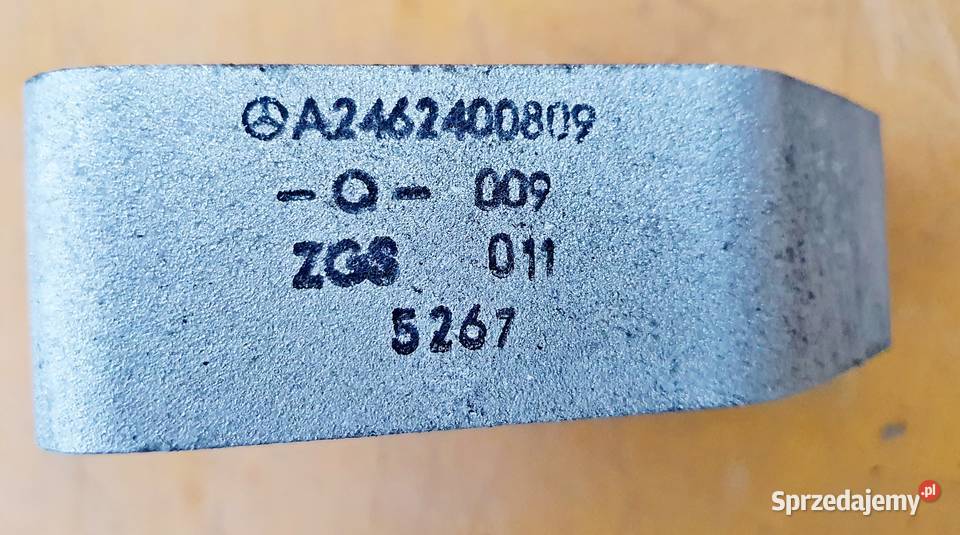 A2462400809
-O- 009
ZGS 011
5267
Sprzedajemy.pl